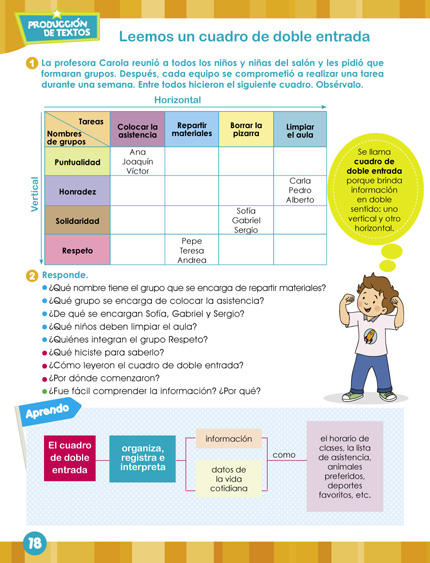 PRODUCCIÓN
DE TEXTOS
Leemos un cuadro de doble entrada
1 La profesora Carola reunió a todos los niños y niñas del salón y les pidió que
formaran grupos. Después, cada equipo se comprometió a realizar una tarea
durante una semana. Entre todos hicieron el siguiente cuadro. Obsérvalo.
Horizontal
Vertical
Tareas
Nombres
de grupos
Colocar la
asistencia
Repartir
materiales
Borrar la
pizarra
Limpiar
el aula
Puntualidad
Ana
Joaquín
Víctor
Honradez
Carla
Pedro
Alberto
Solidaridad
Sofía
Gabriel
Sergio
Respeto
Pepe
Teresa
Andrea
Se llama
cuadro de
doble entrada
porque brinda
información
en doble
sentido: uno
vertical y otro
horizontal.
2 Responde.
¿Qué nombre tiene el grupo que se encarga de repartir materiales?
¿Qué grupo se encarga de colocar la asistencia?
¿De qué se encargan Sofía, Gabriel y Sergio?
¿Qué niños deben limpiar el aula?
¿Quiénes integran el grupo Respeto?
¿Qué hiciste para saberlo?
¿Cómo leyeron el cuadro de doble entrada?
¿Por dónde comenzaron?
¿Fue fácil comprender la información? ¿Por qué?
Aprendo
El cuadro
de doble
entrada
organiza,
registra e
interpreta
información
datos de
la vida
cotidiana
como
el horario de
clases, la lista
de asistencia,
animales
preferidos,
deportes
favoritos, etc.
18